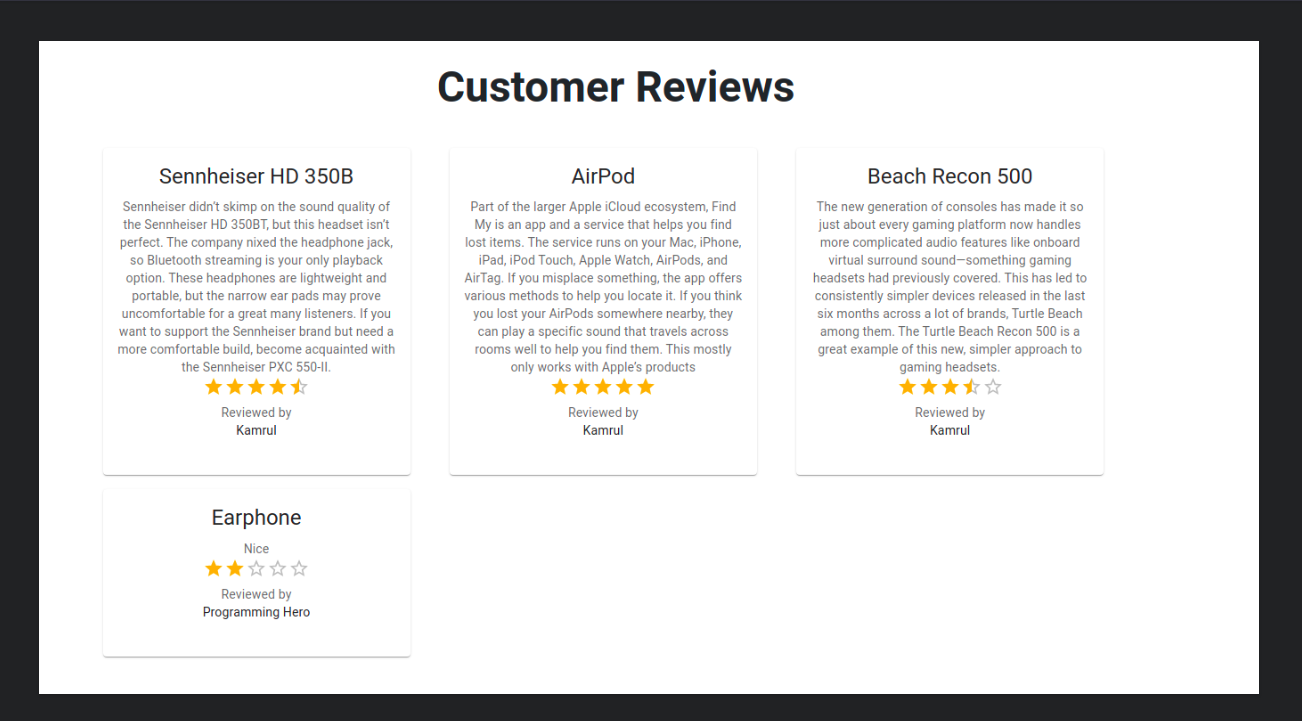 Customer Reviews
Sennheiser HD 350B
Sennheiser didn’t skimp on the sound quality of
the Sennheiser HD 350BT, but this headset isn’t
perfect. The company nixed the headphone jack,
so Bluetooth streaming is your only playback
option. These headphones are lightweight and
portable, but the narrow ear pads may prove
uncomfortable for a great many listeners. If you
want to support the Sennheiser brand but need a
more comfortable build, become acquainted with
the Sennheiser PXC 550-II.
Reviewed by
Kamrul
AirPod
Part of the larger Apple iCloud ecosystem, Find
My is an app and a service that helps you find
lost items. The service runs on your Mac, iPhone,
iPad, iPod Touch, Apple Watch, AirPods, and
AirTag. If you misplace something, the app offers
various methods to help you locate it. If you think
you lost your AirPods somewhere nearby, they
can play a specific sound that travels across
rooms well to help you find them. This mostly
only works with Apple’s products
Reviewed by
Kamrul
Beach Recon 500
The new generation of consoles has made it so
just about every gaming platform now handles
more complicated audio features like onboard
virtual surround sound—something gaming
headsets had previously covered. This has led to
consistently simpler devices released in the last
six months across a lot of brands, Turtle Beach
among them. The Turtle Beach Recon 500 is a
great example of this new, simpler approach to
gaming headsets.
Reviewed by
Kamrul
Earphone
Nice
Reviewed by
Programming Hero